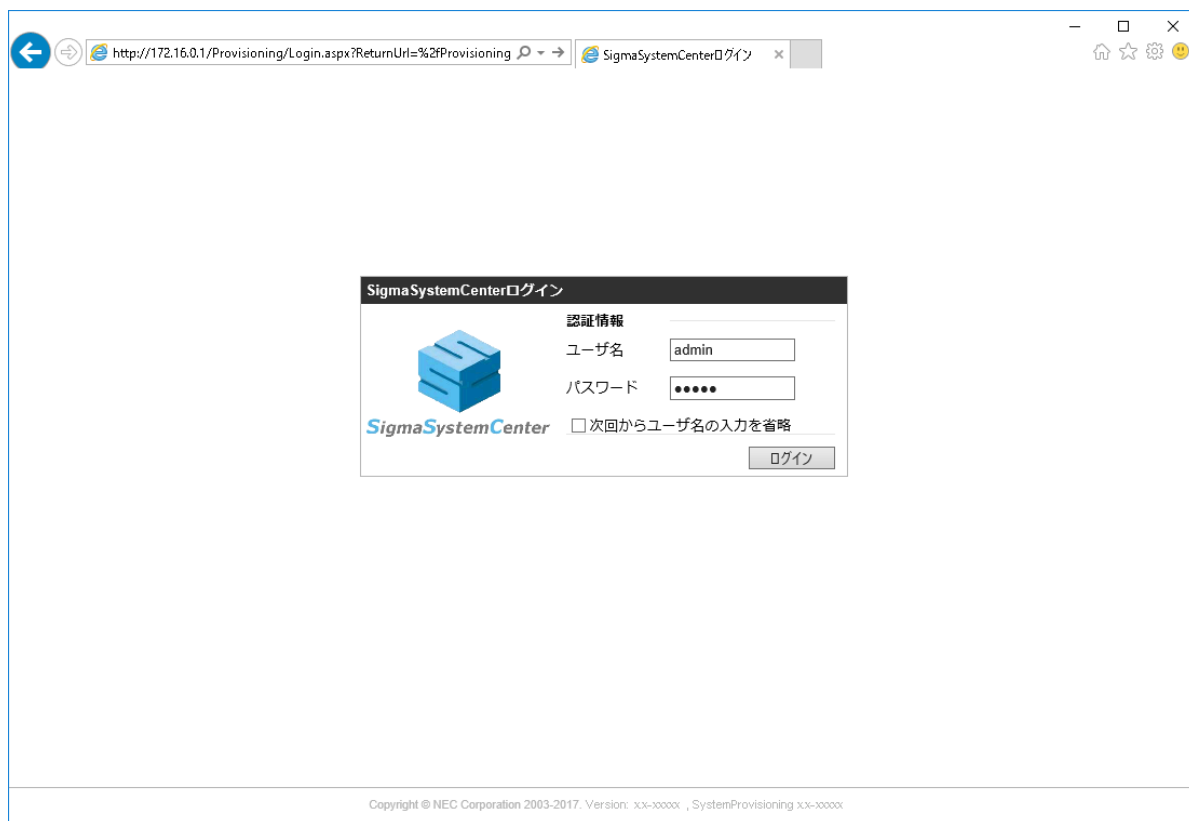 http://172.16.0.1/Provisioning/Login.aspx?ReturnUrl=%2fProvisioning
SigmaSystemCenterログイン
SigmaSystemCenterログイン
認証情報
ユーザ名 admin
パスワード ●●●●●
SigmaSystemCenter
次回からユーザ名の入力を省略
ログイン
Copyright © NEC Corporation 2003-2017. Version: x.x-xxxxx , SystemProvisioning x.x-xxxxx